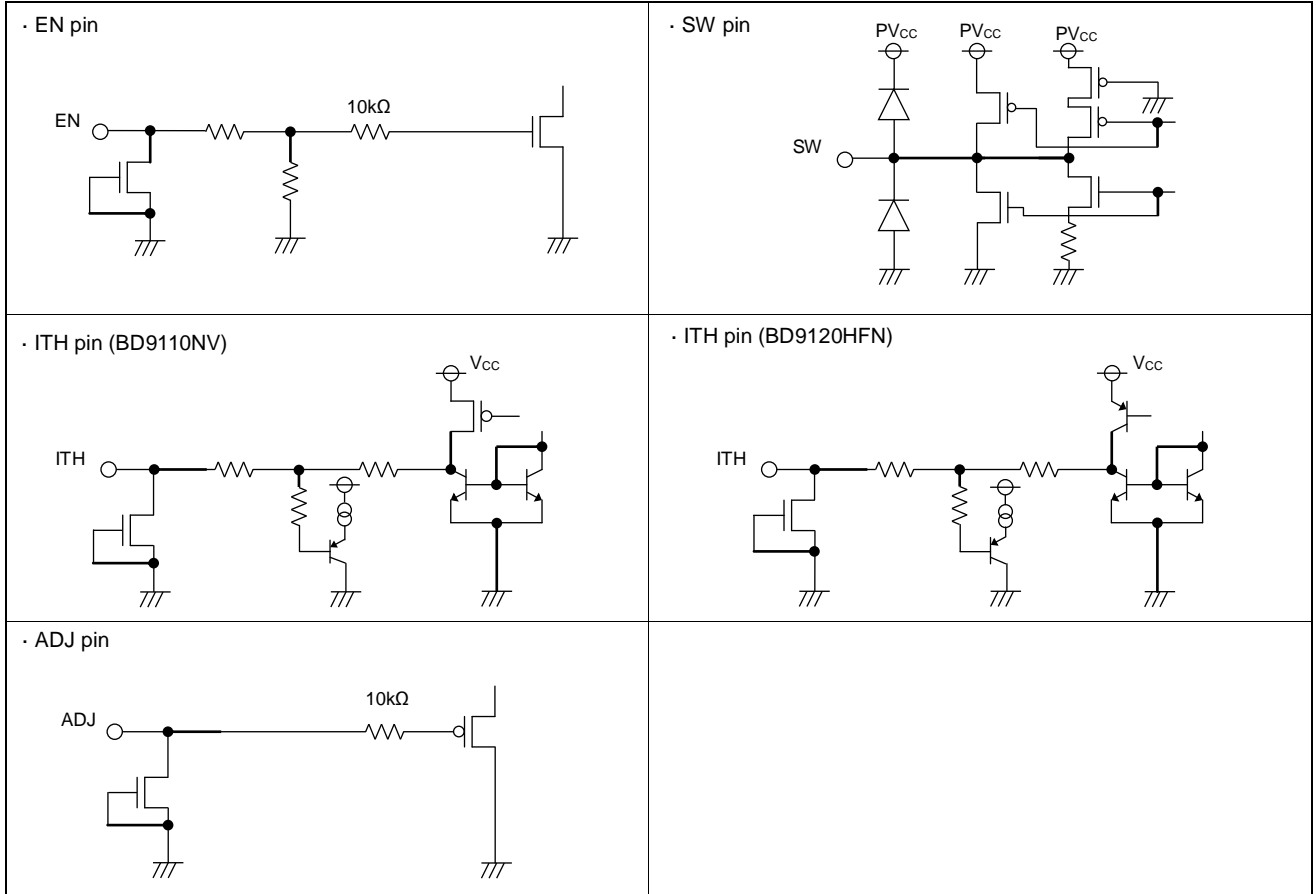 · EN pin
EN
10kΩ
· SW pin
PVCC PVCC PVCC
SW
· ITH pin (BD9110NV)
VCC
ITH
· ITH pin (BD9120HFN)
VCC
ITH
· ADJ pin
ADJ
10kΩ